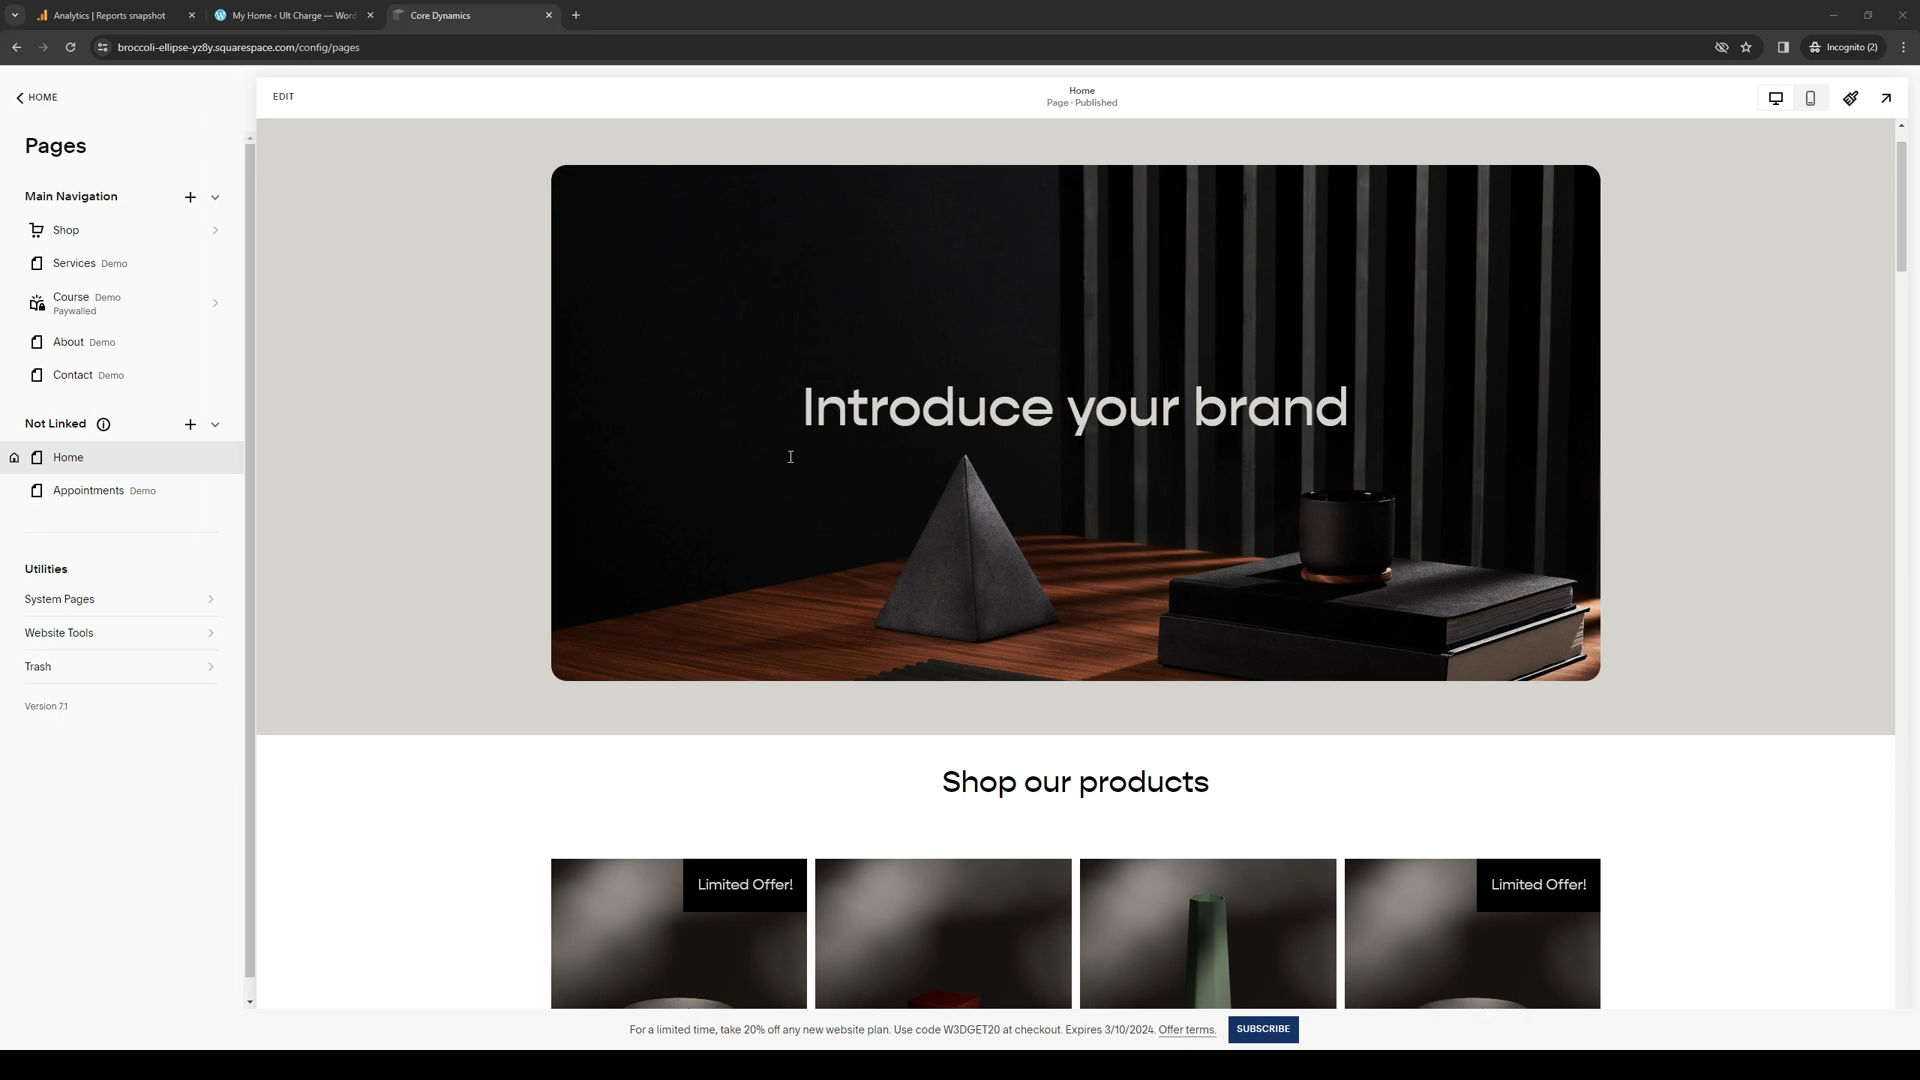 Analytics | Reports snapshot
My Home ‹ Ult Charge — Word
Core Dynamics
broccoli-ellipse-yz8y.squarespace.com/config/pages
Incognito (2)
HOME
EDIT
Home
Page · Published
Pages
Main Navigation
Shop
Services Demo
Course Demo
Paywalled
About Demo
Contact Demo
Not Linked
Home
Appointments Demo
Utilities
System Pages
Website Tools
Trash
Version 7.1
Introduce your brand
Shop our products
Limited Offer!
Limited Offer!
For a limited time, take 20% off any new website plan. Use code W3DGET20 at checkout. Expires 3/10/2024. Offer terms.
SUBSCRIBE